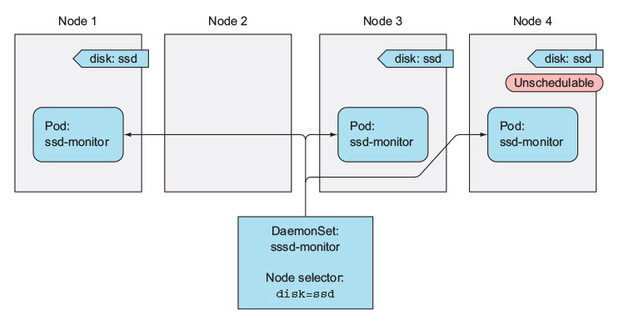 Node 1
Node 2
Node 3
Node 4
disk: ssd
disk: ssd
disk: ssd
Unschedulable
Pod:
ssd-monitor
Pod:
ssd-monitor
Pod:
ssd-monitor
DaemonSet:
sssd-monitor
Node selector:
disk=ssd